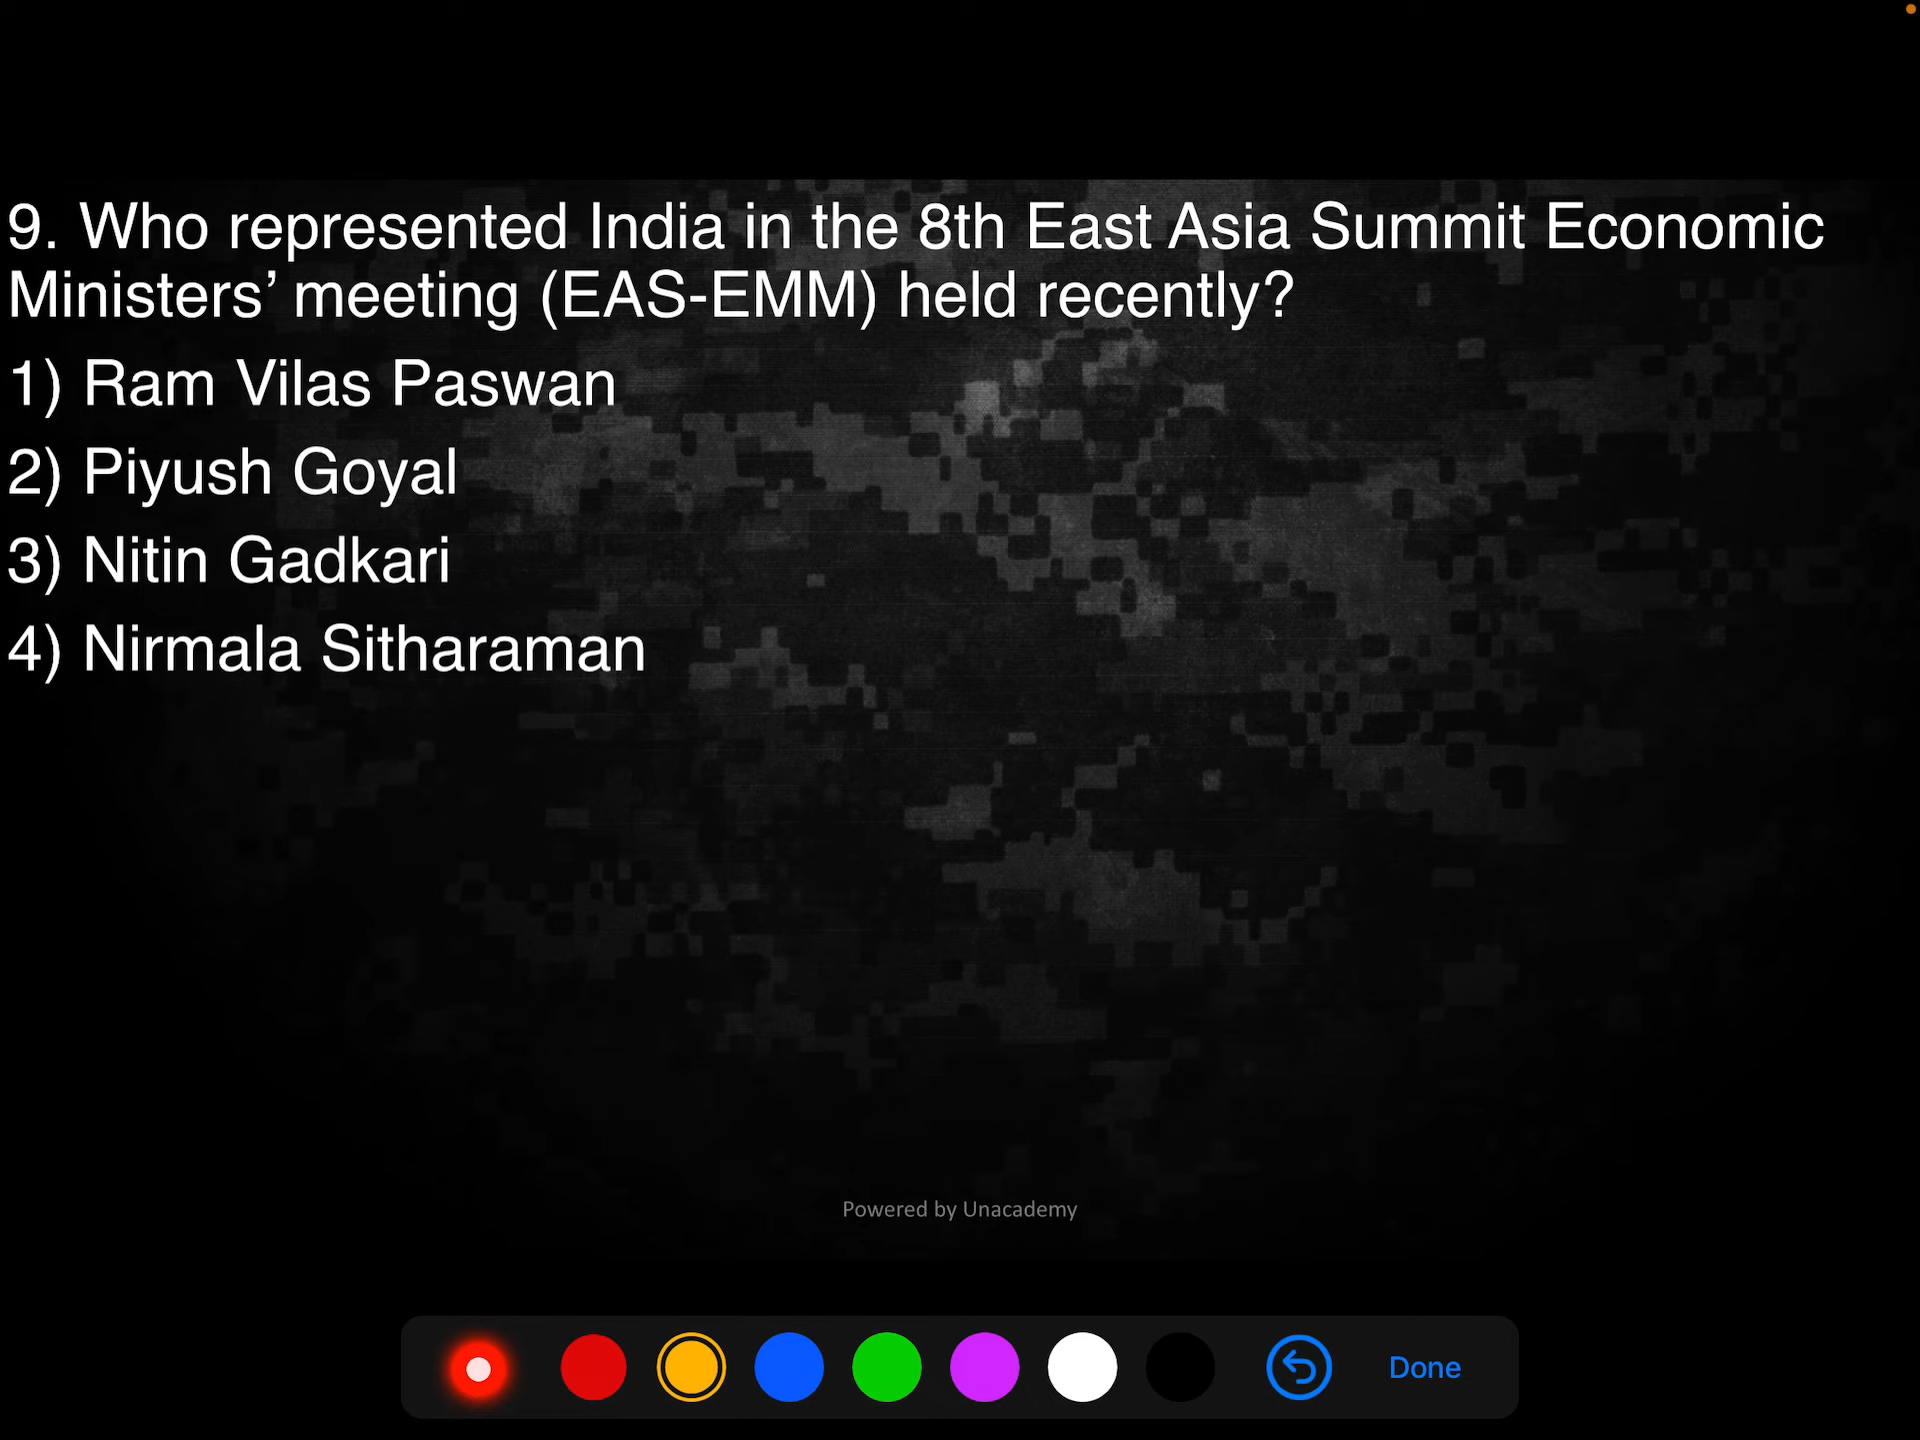 9. Who represented India in the 8th East Asia Summit Economic
Ministers’ meeting (EAS-EMM) held recently?
1) Ram Vilas Paswan
2) Piyush Goyal
3) Nitin Gadkari
4) Nirmala Sitharaman
Powered by Unacademy
Done